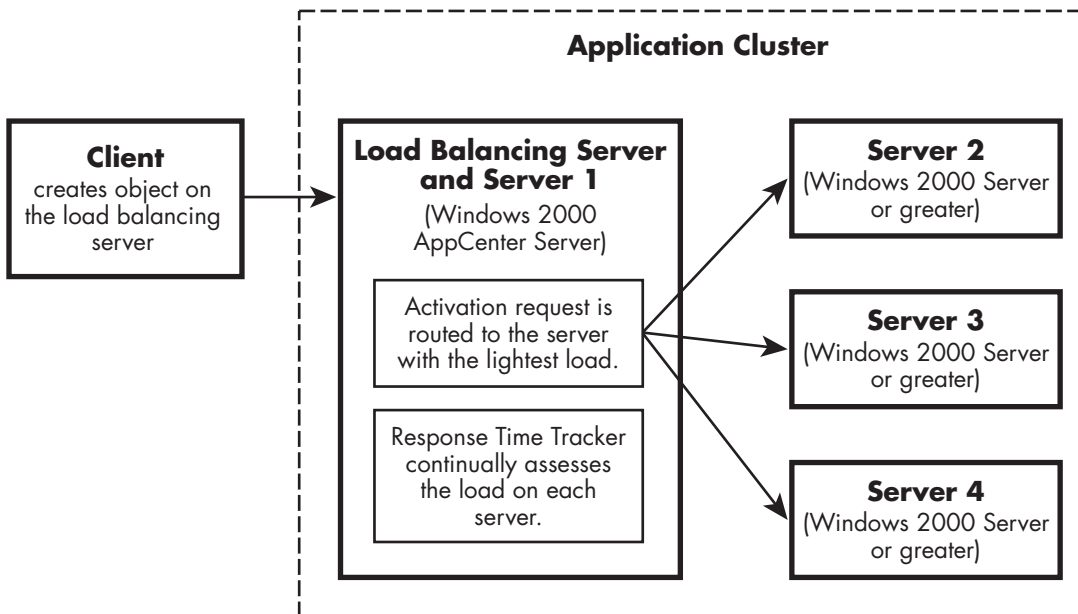 Application Cluster
Client
creates object on
the load balancing
server
Load Balancing Server
and Server 1
(Windows 2000
AppCenter Server)
Activation request is
routed to the server
with the lightest load.
Response Time Tracker
continually assesses
the load on each
server.
Server 2
(Windows 2000 Server
or greater)
Server 3
(Windows 2000 Server
or greater)
Server 4
(Windows 2000 Server
or greater)